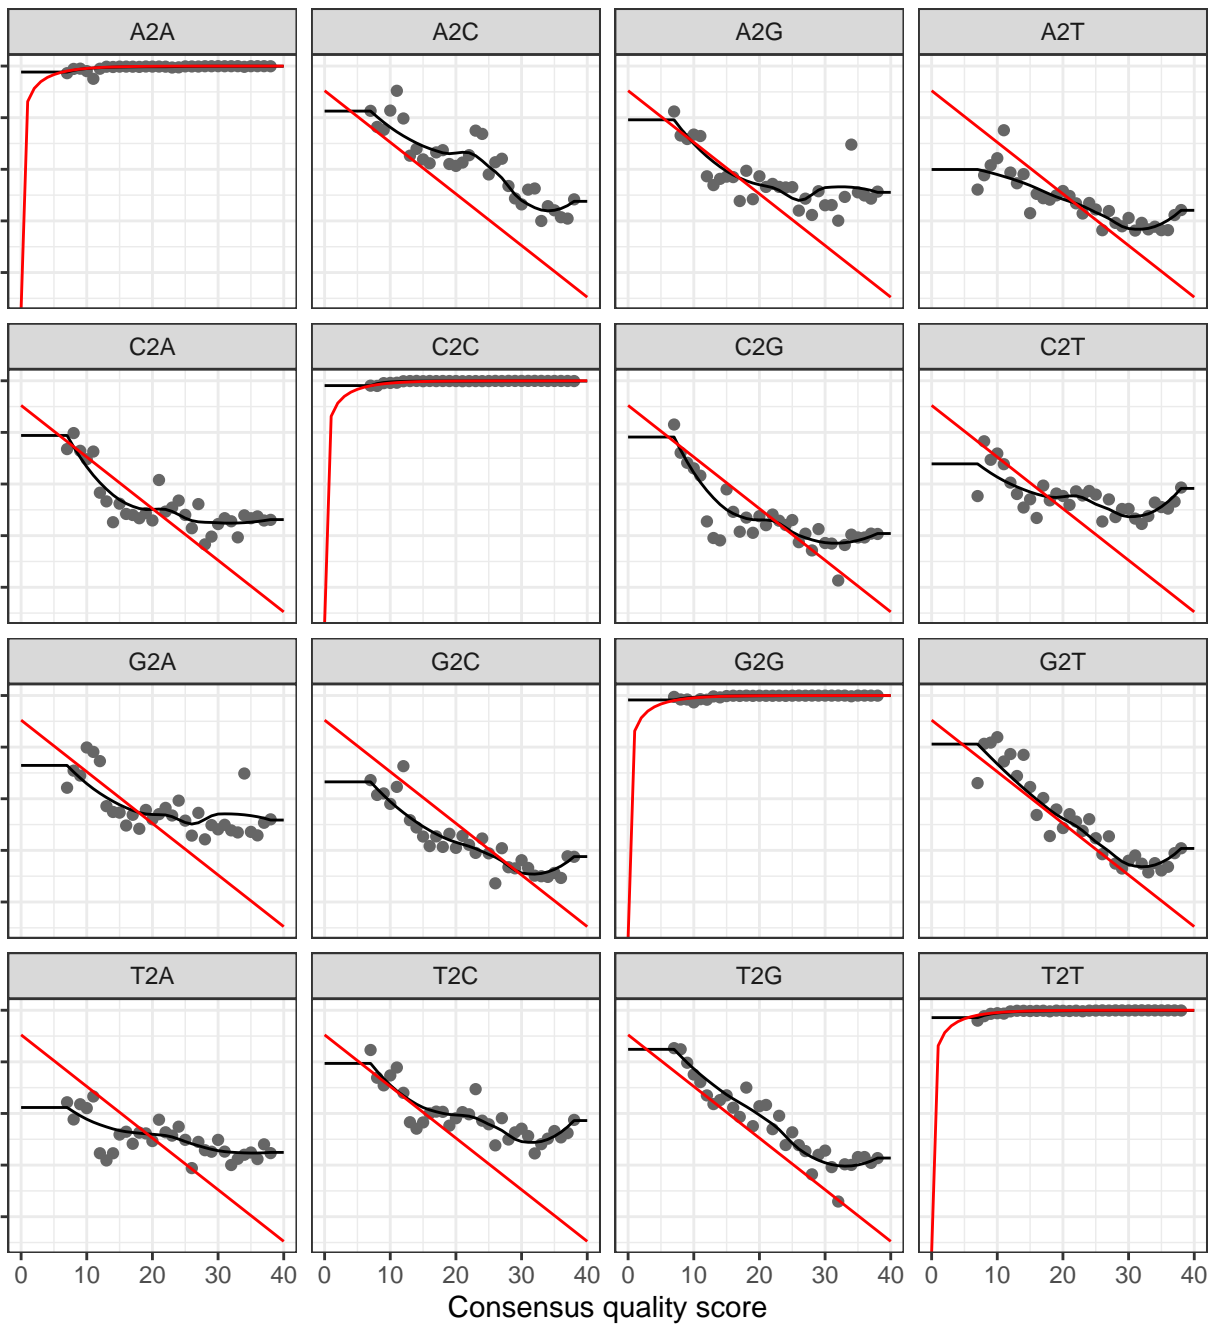 A2A A2C A2G A2T
C2A C2C C2G C2T
G2A G2C G2G G2T
T2A T2C T2G T2T
0 10 20 30 40 0 10 20 30 40 0 10 20 30 40 0 10 20 30 40
Consensus quality score